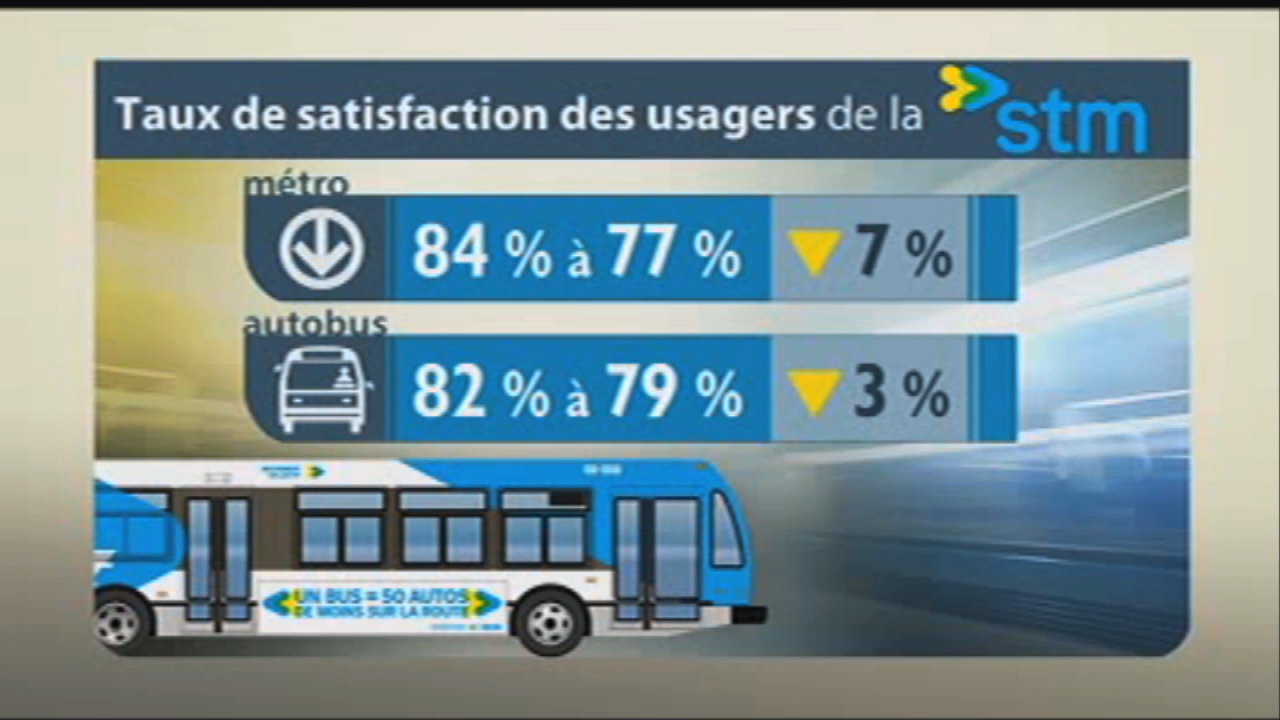 Taux de satisfaction des usagers de la stm
métro
84 % à 77 % 7 %
autobus
82 % à 79 % 3 %
UN BUS = 50 AUTOS
DE MOINS SUR LA ROUTE